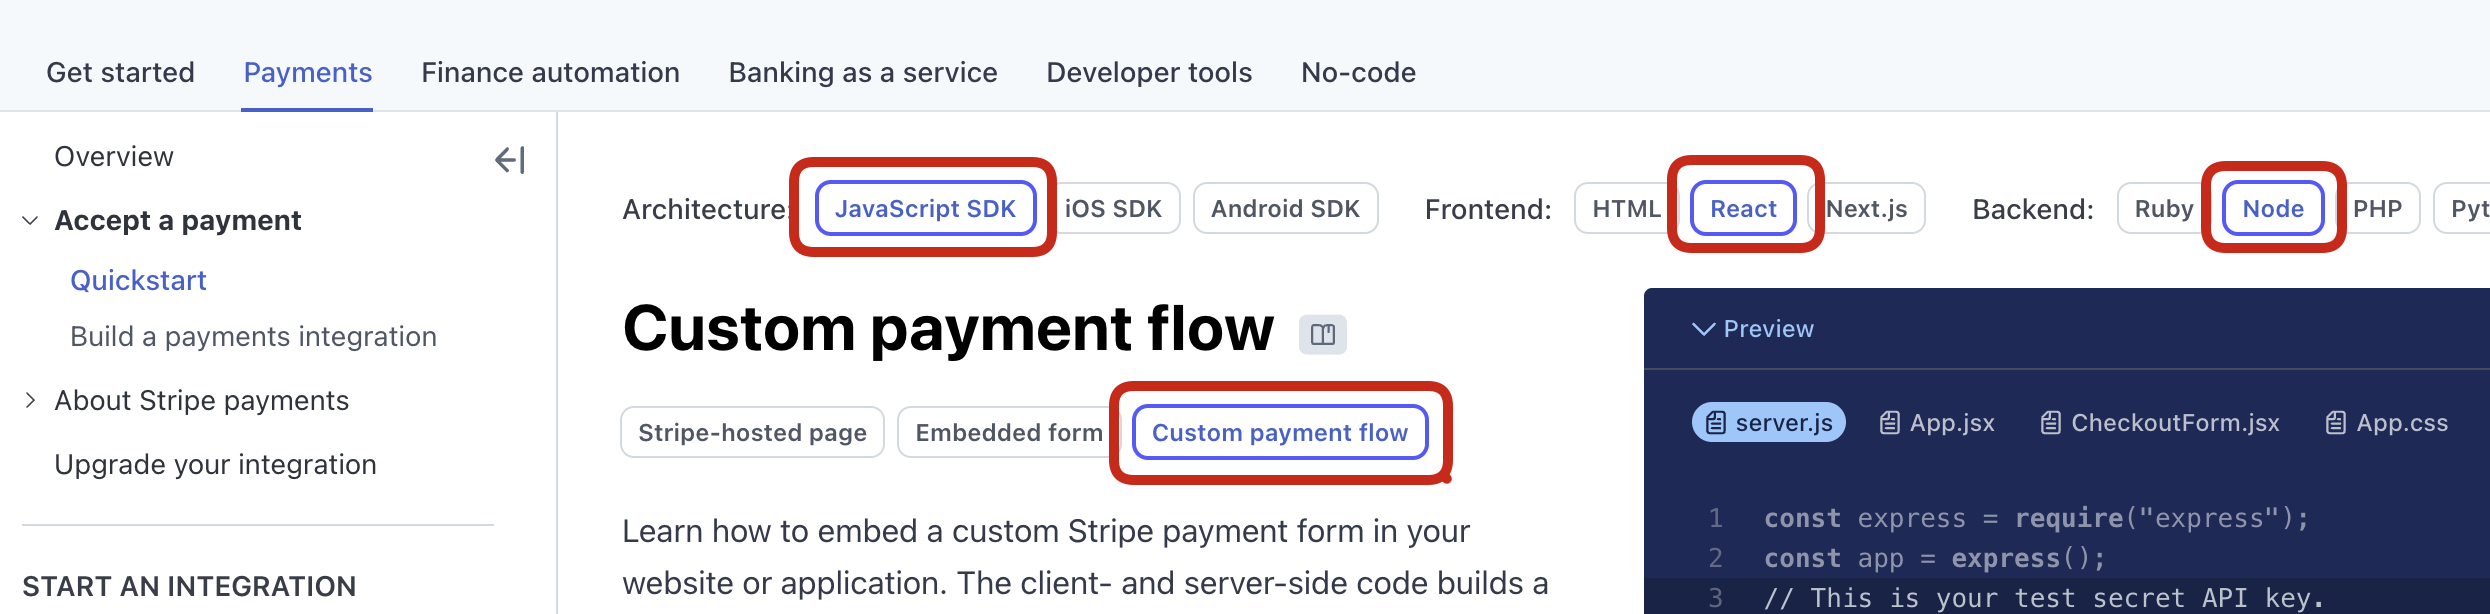 Get started Payments Finance automation Banking as a service Developer tools No-code
Overview
Accept a payment
Quickstart
Build a payments integration
About Stripe payments
Upgrade your integration
START AN INTEGRATION
Architecture: JavaScript SDK iOS SDK Android SDK Frontend: HTML React Next.js Backend: Ruby Node PHP Pyt
Custom payment flow
Stripe-hosted page Embedded form Custom payment flow
Learn how to embed a custom Stripe payment form in your
website or application. The client- and server-side code builds a
Preview
server.js App.jsx CheckoutForm.jsx App.css
1 const express = require("express");
2 const app = express();
3 // This is your test secret API key.